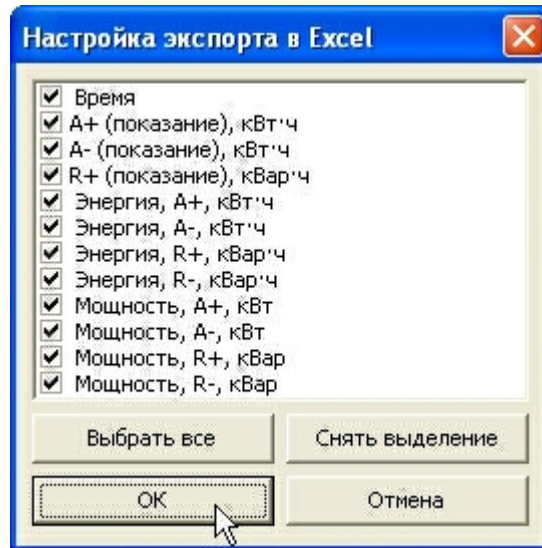 Настройка экспорта в Excel
Время
А+ (показание), кВт·ч
А- (показание), кВт·ч
R+ (показание), кВар·ч
Энергия, А+, кВт·ч
Энергия, А-, кВт·ч
Энергия, R+, кВар·ч
Энергия, R-, кВар·ч
Мощность, А+, кВт
Мощность, А-, кВт
Мощность, R+, кВар
Мощность, R-, кВар
Выбрать все
Снять выделение
ОК
Отмена